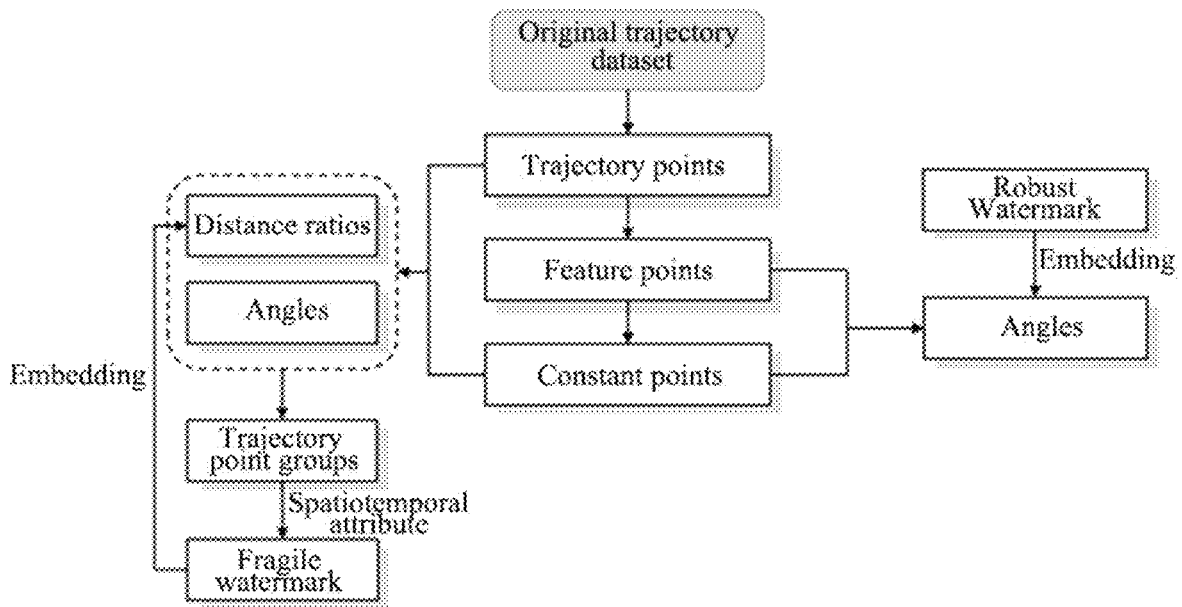 Original trajectory
dataset
Trajectory points
Feature points
Constant points
Distance ratios
Angles
Embedding
Trajectory
point groups
Spatiotemporal
attribute
Fragile
watermark
Robust
Watermark
Embedding
Angles